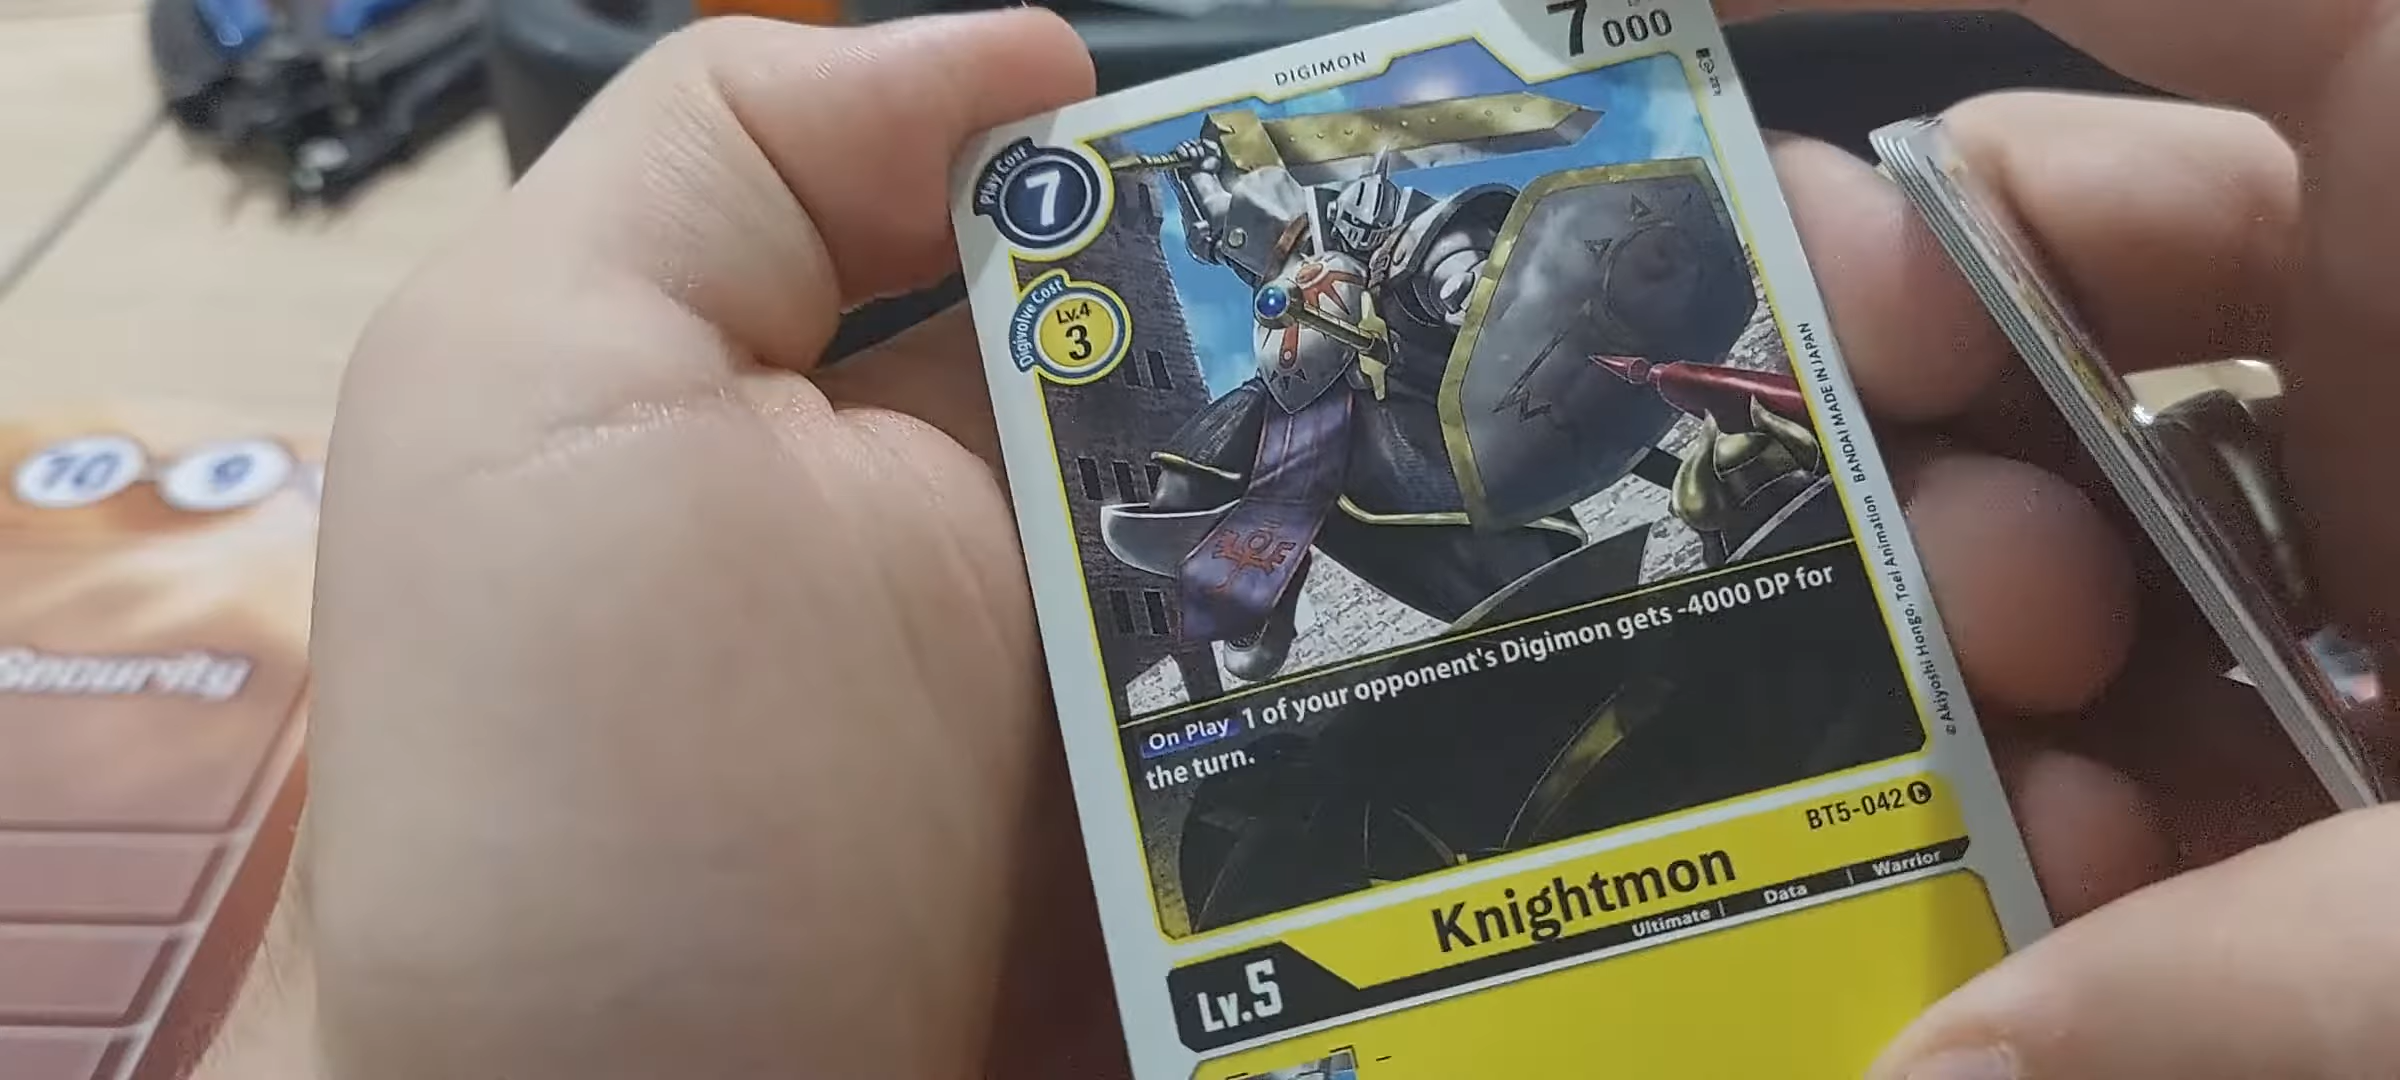 DIGIMON
7000
Play Cost
7
Digivolve Cost
Lv.4
3
©Akiyoshi Hongo, Toei Animation BANDAI MADE IN JAPAN
On Play 1 of your opponent's Digimon gets -4000 DP for
the turn.
BT5-042 C
Knightmon
Ultimate | Data | Warrior
Lv.5
10
9
Security